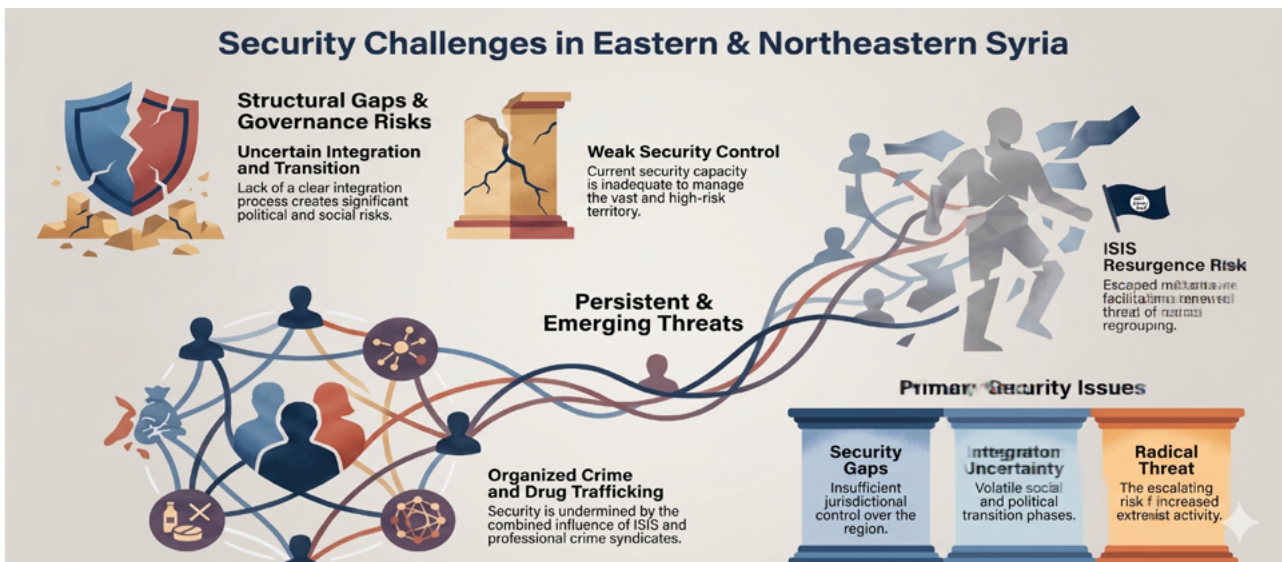 Security Challenges in Eastern & Northeastern Syria
Structural Gaps &
Governance Risks
Uncertain Integration
and Transition
Lack of a clear integration
process creates significant
political and social risks.
Weak Security Control
Current security capacity
is inadequate to manage
the vast and high-risk
territory.
Persistent &
Emerging Threats
ISIS
Resurgence Risk
Escaped
threat of
regrouping.
Organized Crime
and Drug Trafficking
Security is undermined by the
combined influence of ISIS and
professional crime syndicates.
Security Issues
Security
Gaps
Insufficient
jurisdictional
control over the
region.
Uncertainty
Volatile social
and political
transition phases.
Radical
Threat
The escalating
risk f increased
extremist activity.